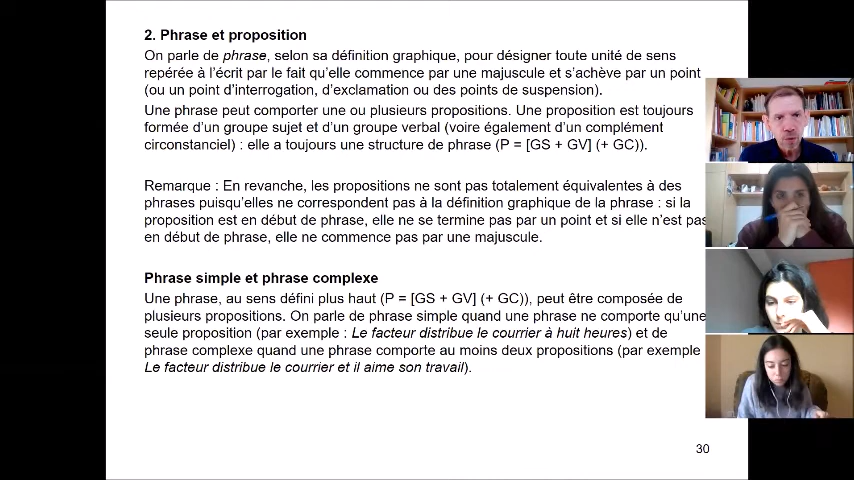 2. Phrase et proposition
On parle de phrase, selon sa définition graphique, pour désigner toute unité de sens
repérée à l'écrit par le fait qu'elle commence par une majuscule et s'achève par un point
(ou un point d'interrogation, d'exclamation ou des points de suspension).
Une phrase peut comporter une ou plusieurs propositions. Une proposition est toujours
formée d'un groupe sujet et d'un groupe verbal (voire également d'un complément
circonstanciel) : elle a toujours une structure de phrase (P = [GS + GV] (+ GC)).
Remarque : En revanche, les propositions ne sont pas totalement équivalentes à des
phrases puisqu'elles ne correspondent pas à la définition graphique de la phrase : si la
proposition est en début de phrase, elle ne se termine pas par un point et si elle n'est pas
en début de phrase, elle ne commence pas par une majuscule.
Phrase simple et phrase complexe
Une phrase, au sens défini plus haut (P = [GS + GV] (+ GC)), peut être composée de
plusieurs propositions. On parle de phrase simple quand une phrase ne comporte qu'une
seule proposition (par exemple : Le facteur distribue le courrier à huit heures) et de
phrase complexe quand une phrase comporte au moins deux propositions (par exemple
Le facteur distribue le courrier et il aime son travail).
30